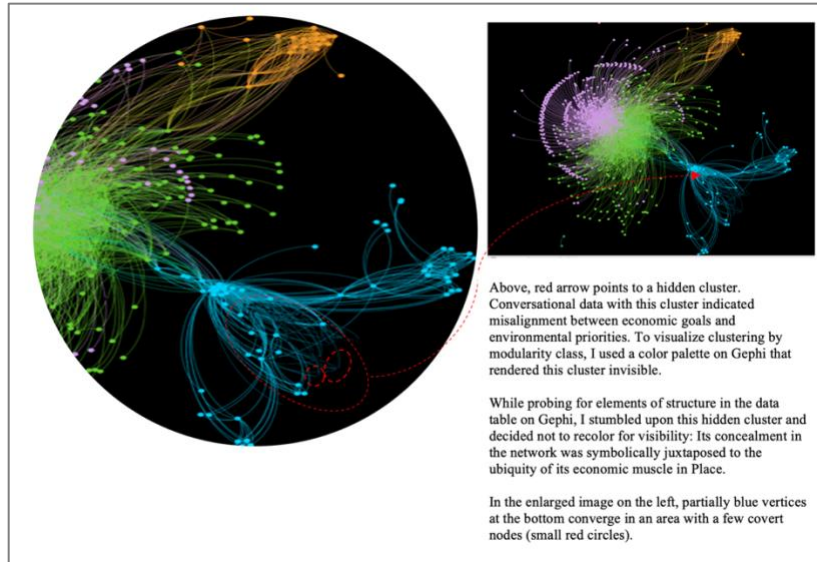 Above, red arrow points to a hidden cluster.
Conversational data with this cluster indicated
misalignment between economic goals and
environmental priorities. To visualize clustering by
modularity class, I used a color palette on Gephi that
rendered this cluster invisible.
While probing for elements of structure in the data
table on Gephi, I stumbled upon this hidden cluster and
decided not to recolor for visibility: Its concealment in
the network was symbolically juxtaposed to the
ubiquity of its economic muscle in Place.
In the enlarged image on the left, partially blue vertices
at the bottom converge in an area with a few covert
nodes (small red circles).